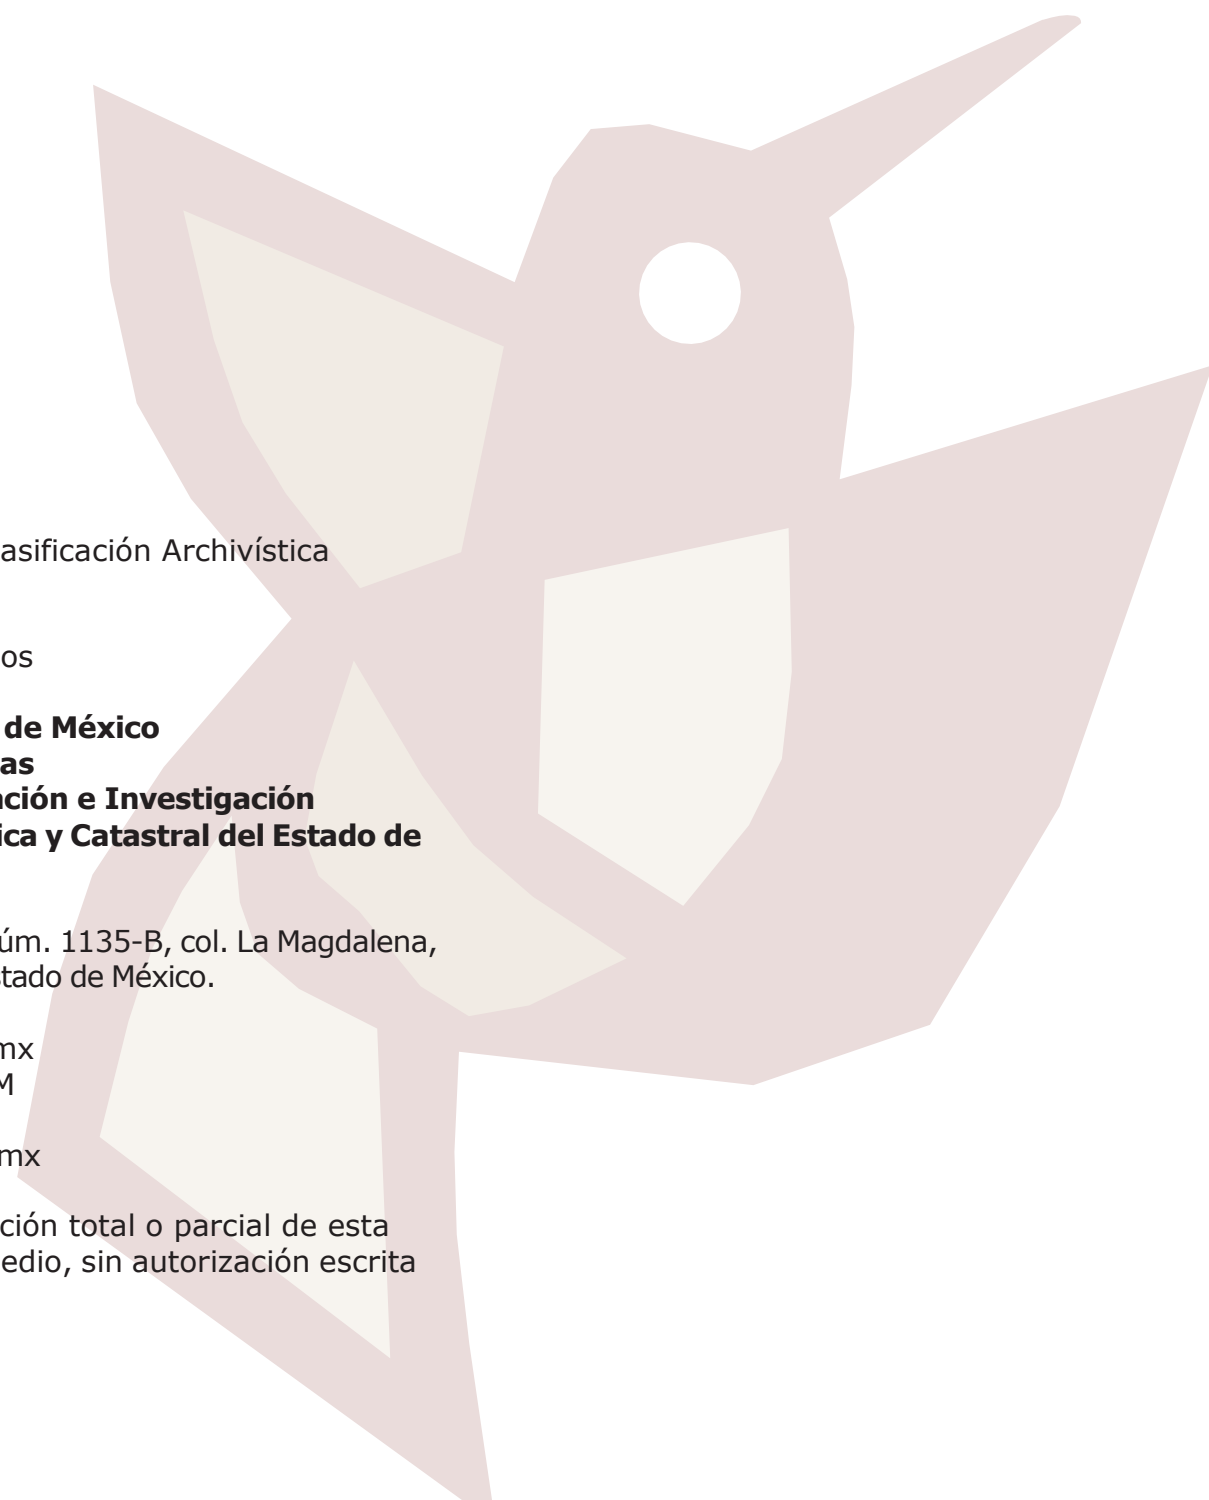 asificación Archivística
os
de México
as
ación e Investigación
ica y Catastral del Estado de
úm. 1135-B, col. La Magdalena,
tado de México.
mx
M
mx
ción total o parcial de esta
edio, sin autorización escrita